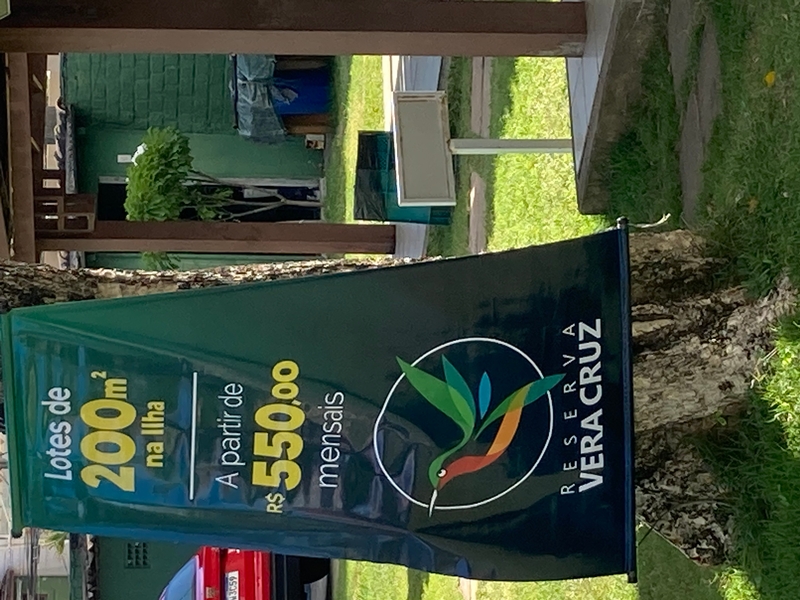 Lotes de
200m²
na Ilha
A partir de
R$ 550,00
mensais
RESERVA
VERA CRUZ